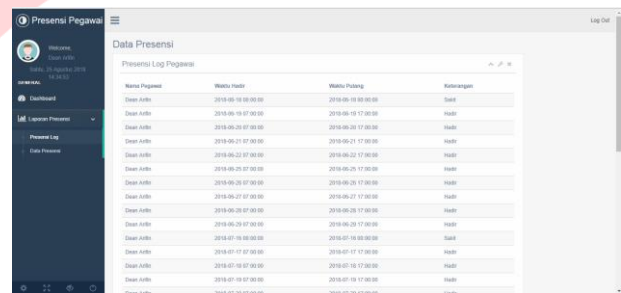 Presensi Pegawai
Log Out
Welcome,
Dean Arifin
Sabtu, 25 Agustus 2018
14:34:52
GENERAL
Dashboard
Laporan Presensi
Presensi Log
Data Presensi
Data Presensi
Presensi Log Pegawai
Nama Pegawai Waktu Hadir Waktu Pulang Keterangan
Dean Arifin 2018-06-18 00:00:00 2018-06-18 00:00:00 Sakit
Dean Arifin 2018-06-19 07:00:00 2018-06-19 17:00:00 Hadir
Dean Arifin 2018-06-20 07:00:00 2018-06-20 17:00:00 Hadir
Dean Arifin 2018-06-21 07:00:00 2018-06-21 17:00:00 Hadir
Dean Arifin 2018-06-22 07:00:00 2018-06-22 17:00:00 Hadir
Dean Arifin 2018-06-25 07:00:00 2018-06-25 17:00:00 Hadir
Dean Arifin 2018-06-26 07:00:00 2018-06-26 17:00:00 Hadir
Dean Arifin 2018-06-27 07:00:00 2018-06-27 17:00:00 Hadir
Dean Arifin 2018-06-28 07:00:00 2018-06-28 17:00:00 Hadir
Dean Arifin 2018-06-29 07:00:00 2018-06-29 17:00:00 Hadir
Dean Arifin 2018-07-16 00:00:00 2018-07-16 00:00:00 Sakit
Dean Arifin 2018-07-17 07:00:00 2018-07-17 17:00:00 Hadir
Dean Arifin 2018-07-18 07:00:00 2018-07-18 17:00:00 Hadir
Dean Arifin 2018-07-19 07:00:00 2018-07-19 17:00:00 Hadir